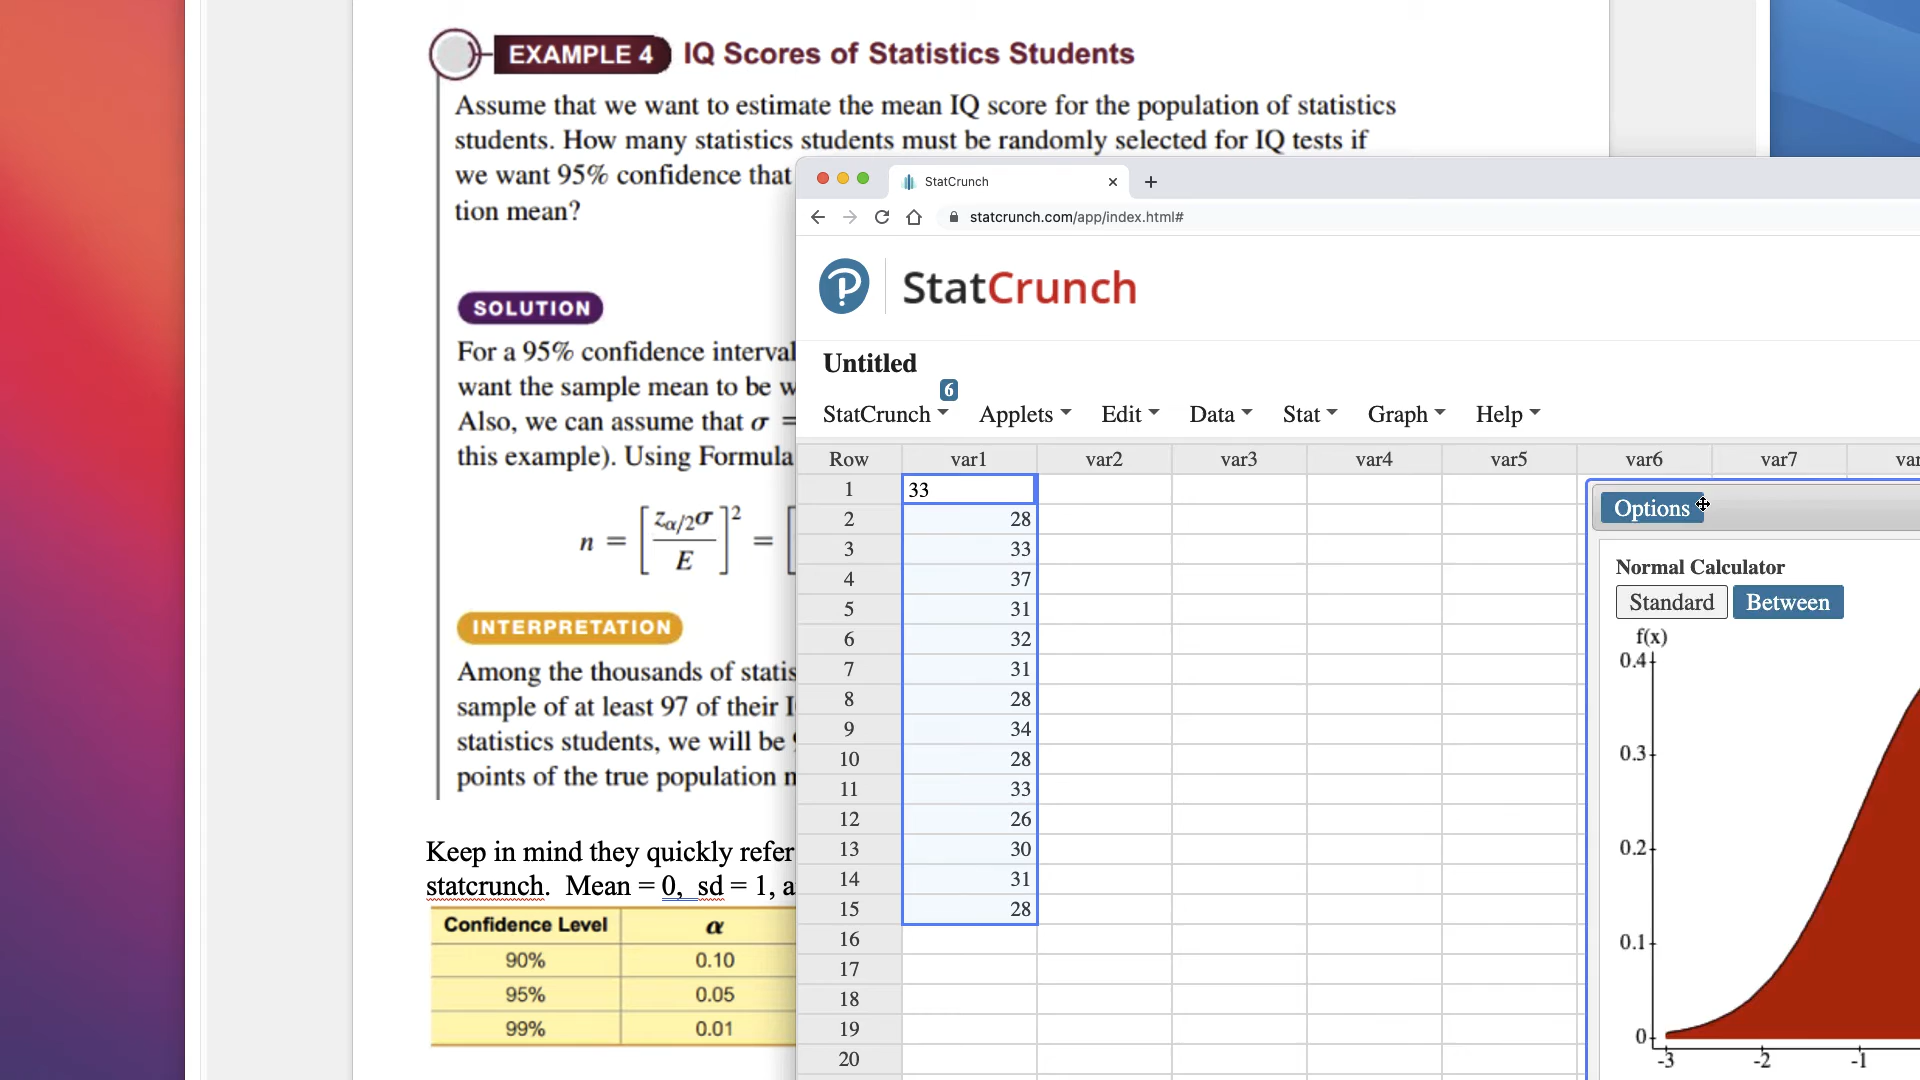 EXAMPLE 4 IQ Scores of Statistics Students
Assume that we want to estimate the mean IQ score for the population of statistics
students. How many statistics students must be randomly selected for IQ tests if
we want 95% confidence that
tion mean?
SOLUTION
For a 95% confidence interval
want the sample mean to be w
Also, we can assume that σ =
this example). Using Formula
n = [ zα/2σ / E ]² = [
INTERPRETATION
Among the thousands of statis
sample of at least 97 of their I
statistics students, we will be
points of the true population
Keep in mind they quickly refer
statcrunch. Mean = 0, sd = 1, a
Confidence Level α
90% 0.10
95% 0.05
99% 0.01
StatCrunch
statcrunch.com/app/index.html#
StatCrunch
Untitled
6
StatCrunch Applets Edit Data Stat Graph Help
Row var1 var2 var3 var4 var5 var6 var7 var
1 33
2 28
3 33
4 37
5 31
6 32
7 31
8 28
9 34
10 28
11 33
12 26
13 30
14 31
15 28
16
17
18
19
20
Options
Normal Calculator
Standard Between
f(x)
0.4
0.3
0.2
0.1
0
-3 -2 -1